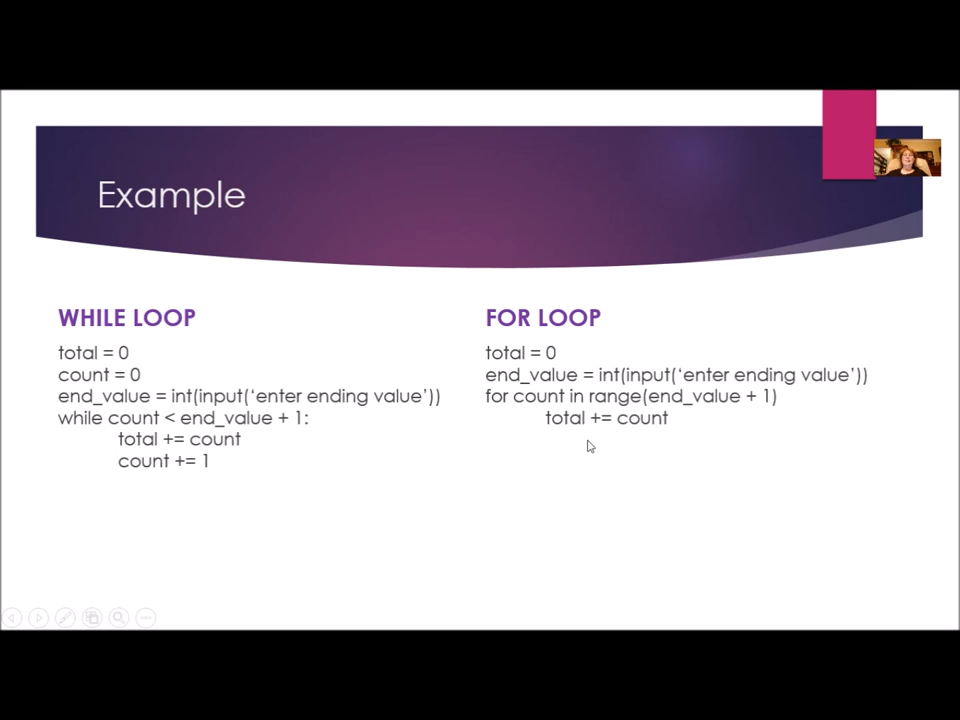 Example
WHILE LOOP
total = 0
count = 0
end_value = int(input(‘enter ending value’))
while count < end_value + 1:
total += count
count += 1
FOR LOOP
total = 0
end_value = int(input(‘enter ending value’))
for count in range(end_value + 1)
total += count